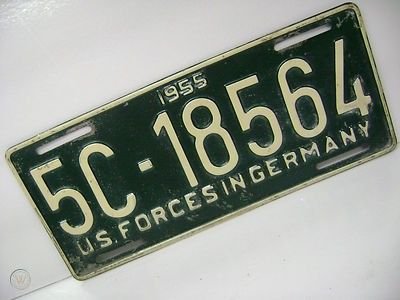 1955
5C-18564
U.S. FORCES IN GERMANY